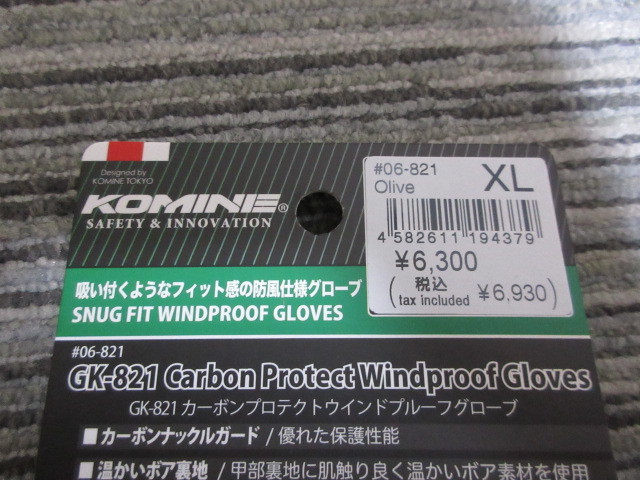 Designed by
KOMINE TOKYO
KOMINE®
SAFETY & INNOVATION
#06-821
Olive
XL
4 582611 194379
¥6,300
(税込
tax included ¥6,930)
吸い付くようなフィット感の防風仕様グローブ
SNUG FIT WINDPROOF GLOVES
#06-821
GK-821 Carbon Protect Windproof Gloves
GK-821 カーボンプロテクトウインドプルーフグローブ
■カーボンナックルガード / 優れた保護性能
■温かいボア裏地 / 甲部裏地に肌触り良く温かいボア素材を使用